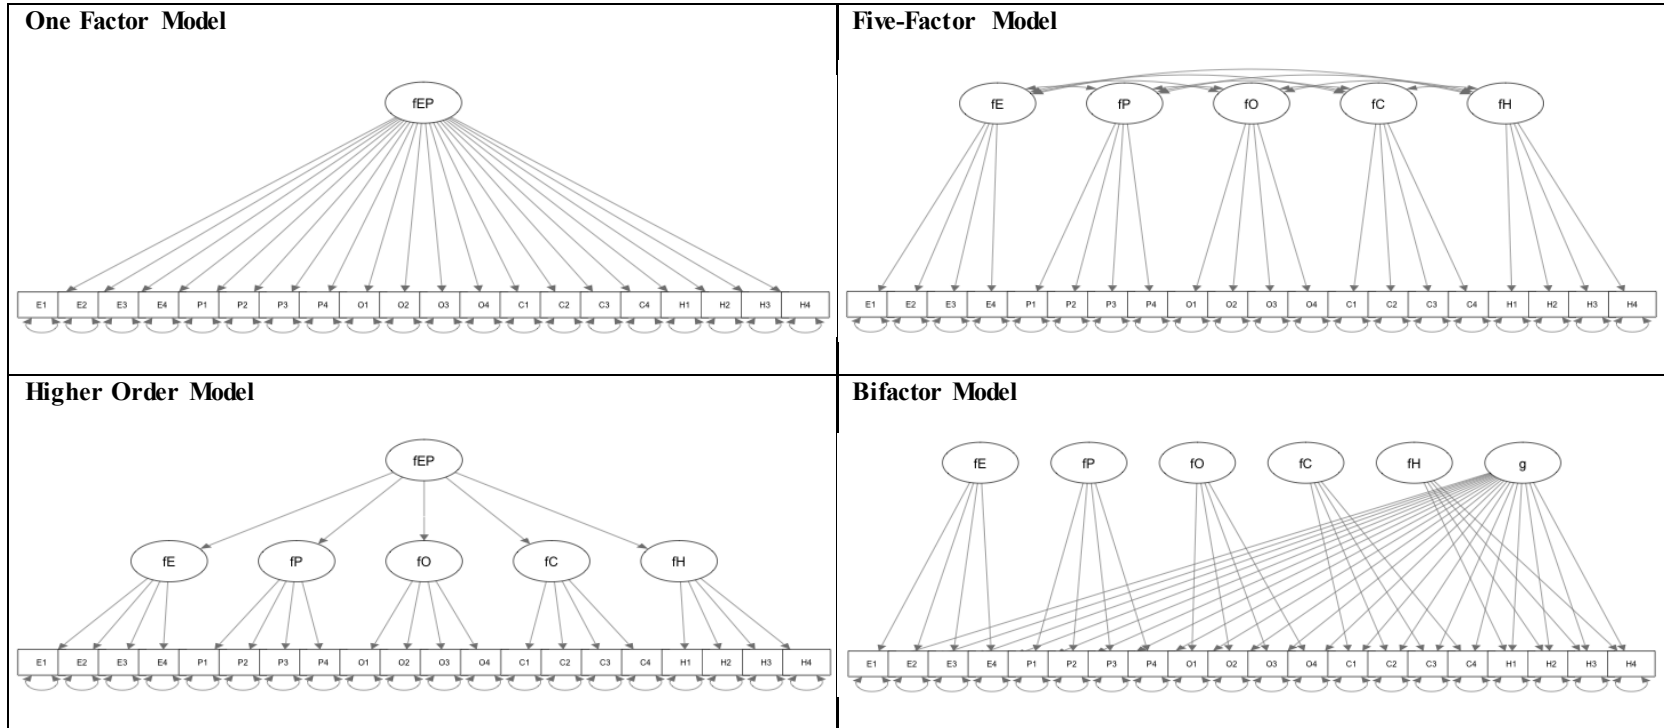 One Factor Model
fEP
E1 E2 E3 E4 P1 P2 P3 P4 O1 O2 O3 O4 C1 C2 C3 C4 H1 H2 H3 H4
Five-Factor Model
fE fP fO fC fH
E1 E2 E3 E4 P1 P2 P3 P4 O1 O2 O3 O4 C1 C2 C3 C4 H1 H2 H3 H4
Higher Order Model
fEP
fE fP fO fC fH
E1 E2 E3 E4 P1 P2 P3 P4 O1 O2 O3 O4 C1 C2 C3 C4 H1 H2 H3 H4
Bifactor Model
fE fP fO fC fH g
E1 E2 E3 E4 P1 P2 P3 P4 O1 O2 O3 O4 C1 C2 C3 C4 H1 H2 H3 H4